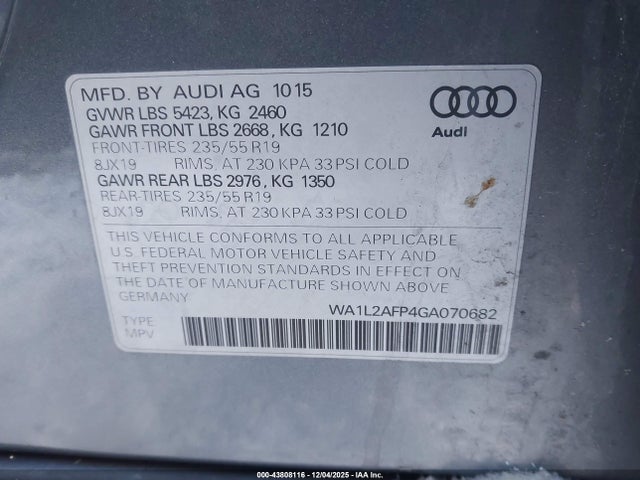 MFD. BY AUDI AG 10 15
GVWR LBS 5423, KG 2460
GAWR FRONT LBS 2668, KG 1210
FRONT-TIRES 235/55 R19
8JX19 RIMS, AT 230 KPA 33 PSI COLD
GAWR REAR LBS 2976, KG 1350
REAR-TIRES 235/55 R19
8JX19 RIMS, AT 230 KPA 33 PSI COLD
Audi
THIS VEHICLE CONFORMS TO ALL APPLICABLE
U.S. FEDERAL MOTOR VEHICLE SAFETY AND
THEFT PREVENTION STANDARDS IN EFFECT ON
THE DATE OF MANUFACTURE SHOWN ABOVE
GERMANY
WA1L2AFP4GA070682
TYPE
MPV
000-43808116 - 12/04/2025 - IAA Inc.